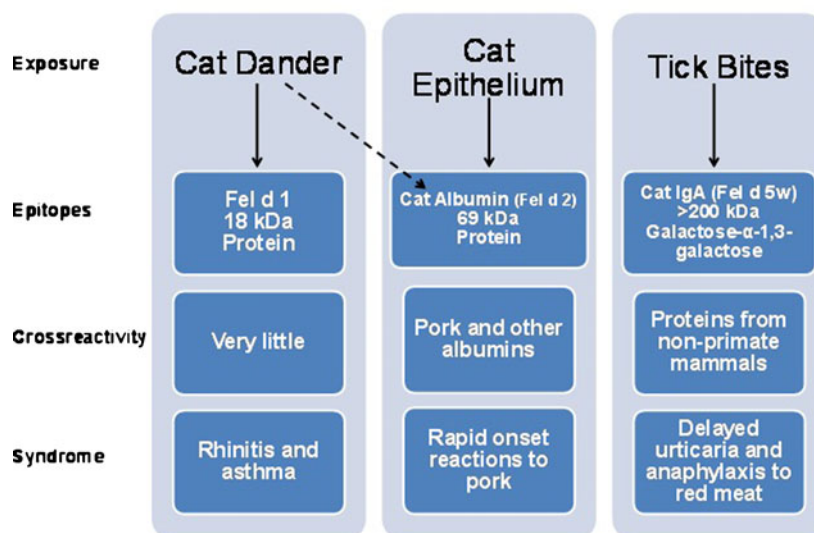 Exposure
Cat Dander
Cat
Epithelium
Tick Bites
Epitopes
Fel d 1
18 kDa
Protein
Cat Albumin (Fel d 2)
69 kDa
Protein
Cat IgA (Fel d 5w)
>200 kDa
Galactose-α-1,3-
galactose
Crossreactivity
Very little
Pork and other
albumins
Proteins from
non-primate
mammals
Syndrome
Rhinitis and
asthma
Rapid onset
reactions to
pork
Delayed
urticaria and
anaphylaxis to
red meat